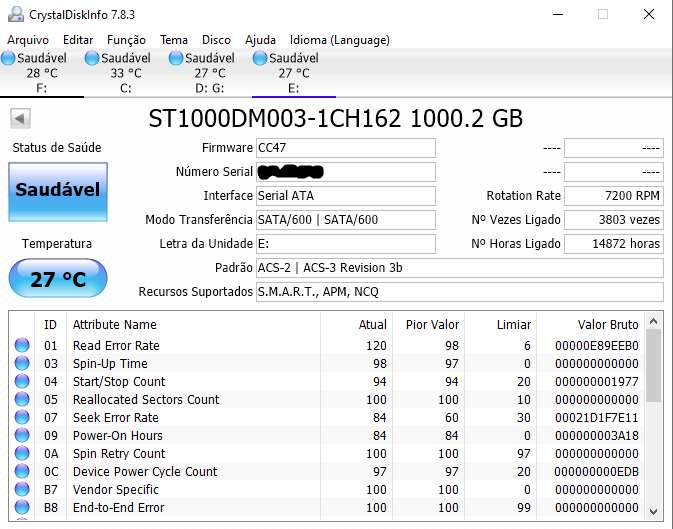 CrystalDiskInfo 7.8.3
Arquivo Editar Função Tema Disco Ajuda Idioma (Language)
Saudável Saudável Saudável Saudável
28 °C 33 °C 27 °C 27 °C
F: C: D: G: E:
ST1000DM003-1CH162 1000.2 GB
Status de Saúde
Saudável
Temperatura
27 °C
Firmware CC47 ---- ----
Número Serial ---- ----
Interface Serial ATA Rotation Rate 7200 RPM
Modo Transferência SATA/600 | SATA/600 Nº Vezes Ligado 3803 vezes
Letra da Unidade E: Nº Horas Ligado 14872 horas
Padrão ACS-2 | ACS-3 Revision 3b
Recursos Suportados S.M.A.R.T., APM, NCQ
ID Attribute Name Atual Pior Valor Limiar Valor Bruto
01 Read Error Rate 120 98 6 00000E89EEB0
03 Spin-Up Time 98 97 0 000000000000
04 Start/Stop Count 94 94 20 000000001977
05 Reallocated Sectors Count 100 100 10 000000000000
07 Seek Error Rate 84 60 30 00021D1F7E11
09 Power-On Hours 84 84 0 000000003A18
0A Spin Retry Count 100 100 97 000000000000
0C Device Power Cycle Count 97 97 20 000000000EDB
B7 Vendor Specific 100 100 0 000000000000
B8 End-to-End Error 100 100 99 000000000000